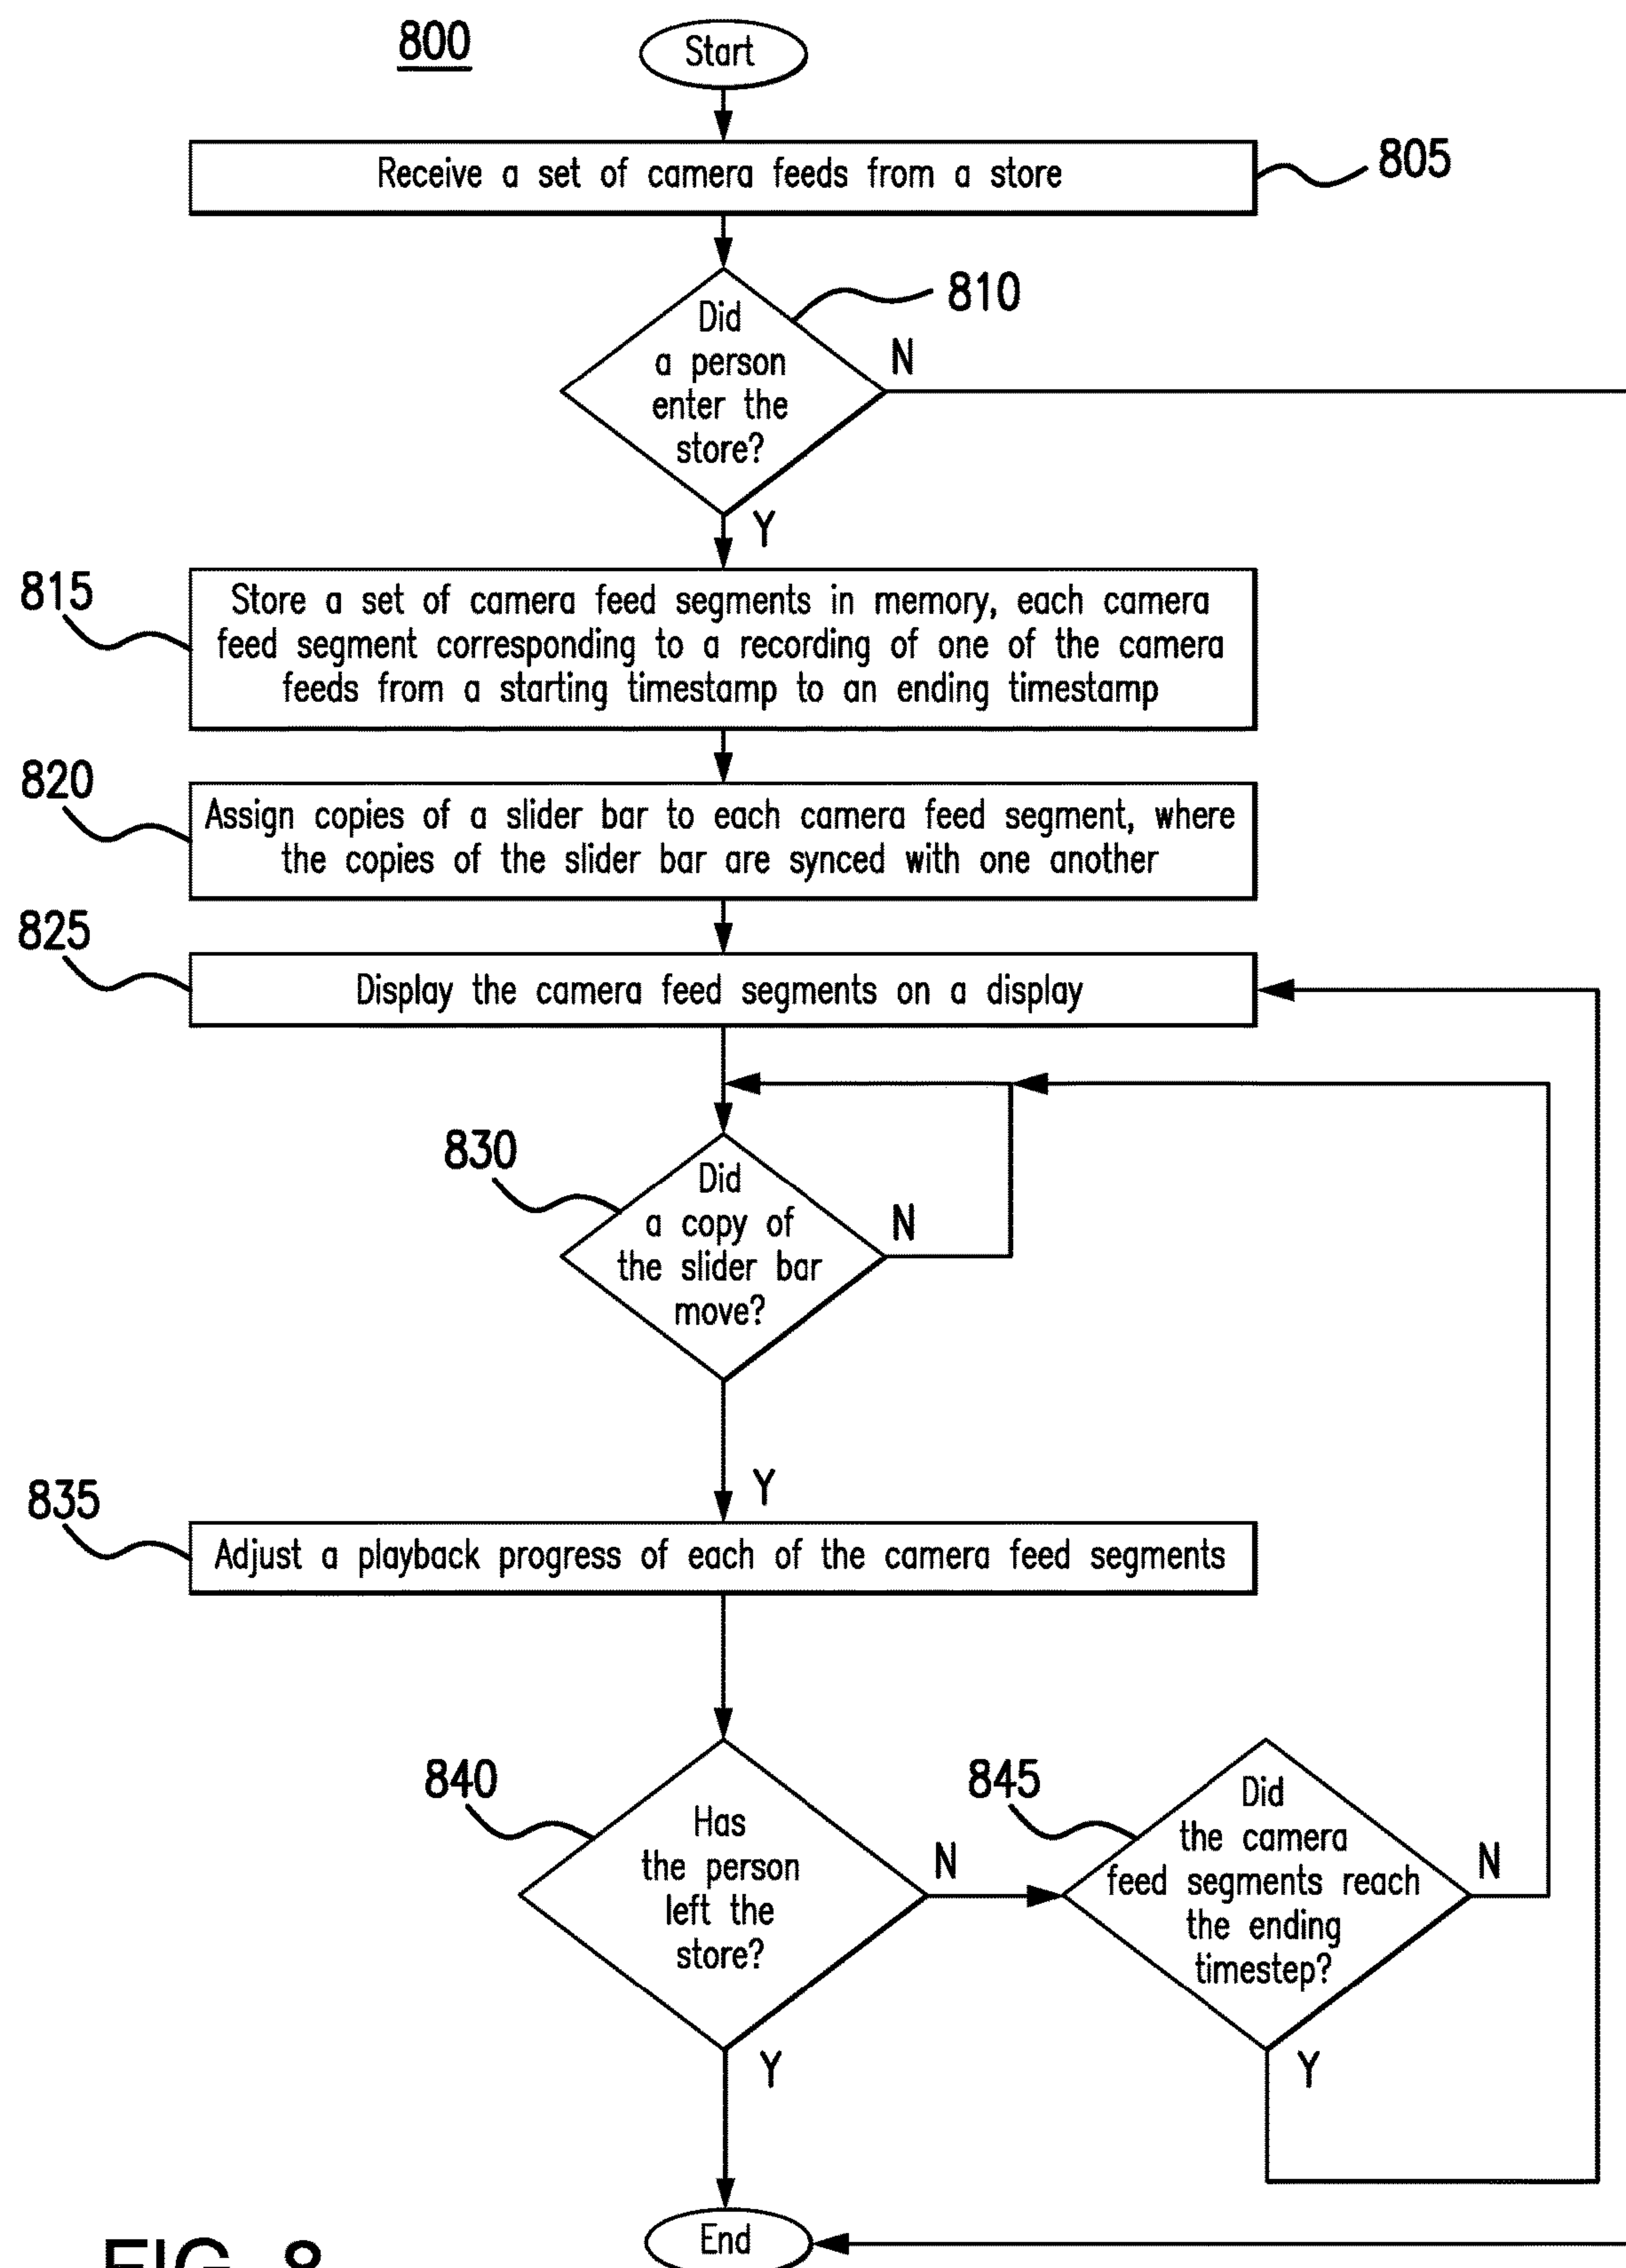 800
Start
Receive a set of camera feeds from a store
805
Did
a person
enter the
store?
810
N
Y
815
Store a set of camera feed segments in memory, each camera
feed segment corresponding to a recording of one of the camera
feeds from a starting timestamp to an ending timestamp
820
Assign copies of a slider bar to each camera feed segment, where
the copies of the slider bar are synced with one another
825
Display the camera feed segments on a display
830
Did
a copy of
the slider bar
move?
N
Y
835
Adjust a playback progress of each of the camera feed segments
840
Has
the person
left the
store?
N
Y
845
Did
the camera
feed segments reach
the ending
timestep?
N
Y
End
FIG. 8